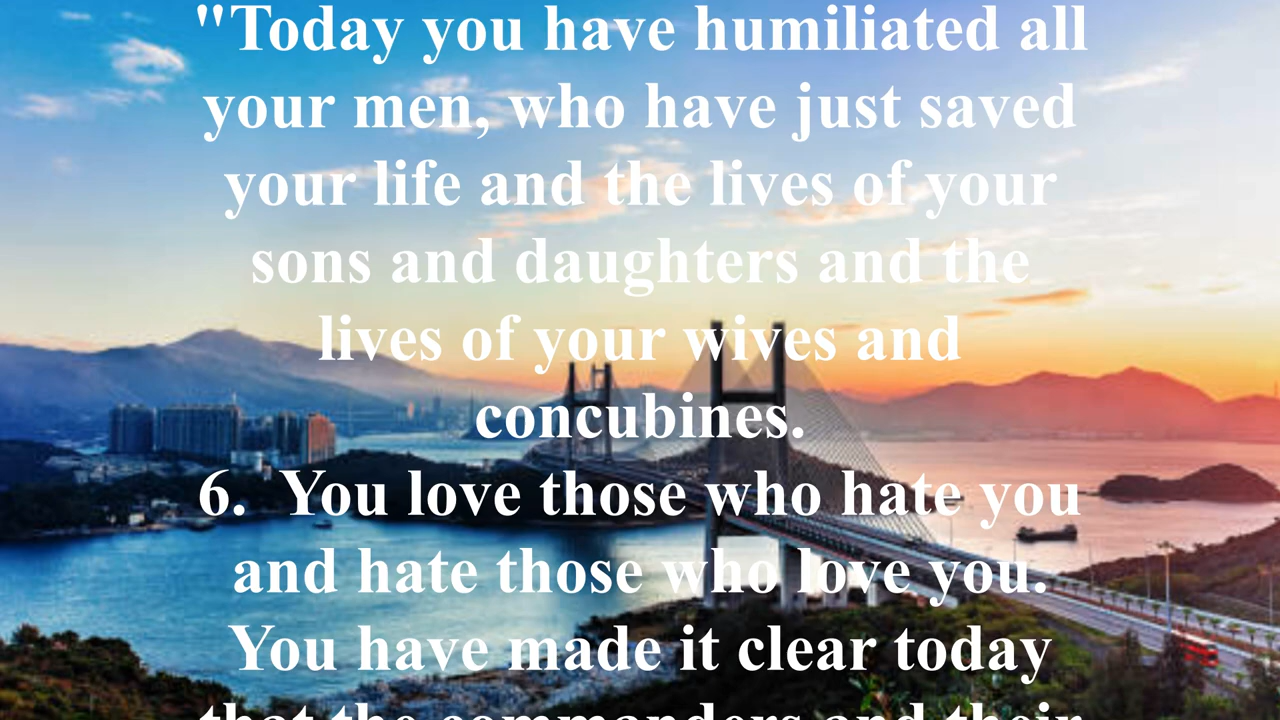 "Today you have humiliated all
your men, who have just saved
your life and the lives of your
sons and daughters and the
lives of your wives and
concubines.
6. You love those who hate you
and hate those who love you.
You have made it clear today
that the commanders and their